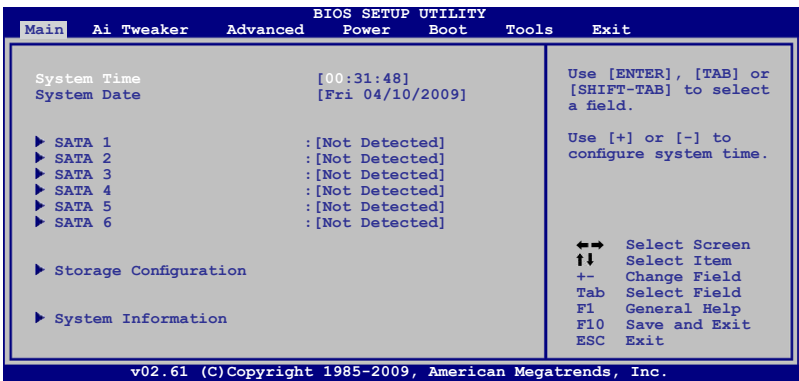 BIOS SETUP UTILITY
Main Ai Tweaker Advanced Power Boot Tools Exit
System Time [00:31:48]
System Date [Fri 04/10/2009]
SATA 1 :[Not Detected]
SATA 2 :[Not Detected]
SATA 3 :[Not Detected]
SATA 4 :[Not Detected]
SATA 5 :[Not Detected]
SATA 6 :[Not Detected]
Storage Configuration
System Information
Use [ENTER], [TAB] or
[SHIFT-TAB] to select
a field.
Use [+] or [-] to
configure system time.
←→ Select Screen
↑↓ Select Item
+- Change Field
Tab Select Field
F1 General Help
F10 Save and Exit
ESC Exit
v02.61 (C)Copyright 1985-2009, American Megatrends, Inc.